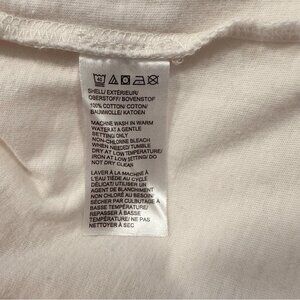 SHELL/ EXTÉRIEUR/
OBERSTOFF/ BOVENSTOF
100% COTTON/ COTON/
BAUMWOLLE/ KATOEN
MACHINE WASH IN WARM
WATER AT A GENTLE
SETTING/ ONLY
NON-CHLORINE BLEACH
WHEN NEEDED/ TUMBLE
DRY AT LOW TEMPERATURE/
IRON AT LOW SETTING/ DO
NOT DRY CLEAN
LAVER À LA MACHINE À
L'EAU TIÈDE AU CYCLE
DÉLICAT/ UTILISER UN
AGENT DE BLANCHIMENT
NON CHLORÉ AU BESOIN/
SÉCHER PAR CULBUTAGE À
BASSE TEMPÉRATURE/
REPASSER À BASSE
TEMPÉRATURE/ NE PAS
NETTOYER À SEC